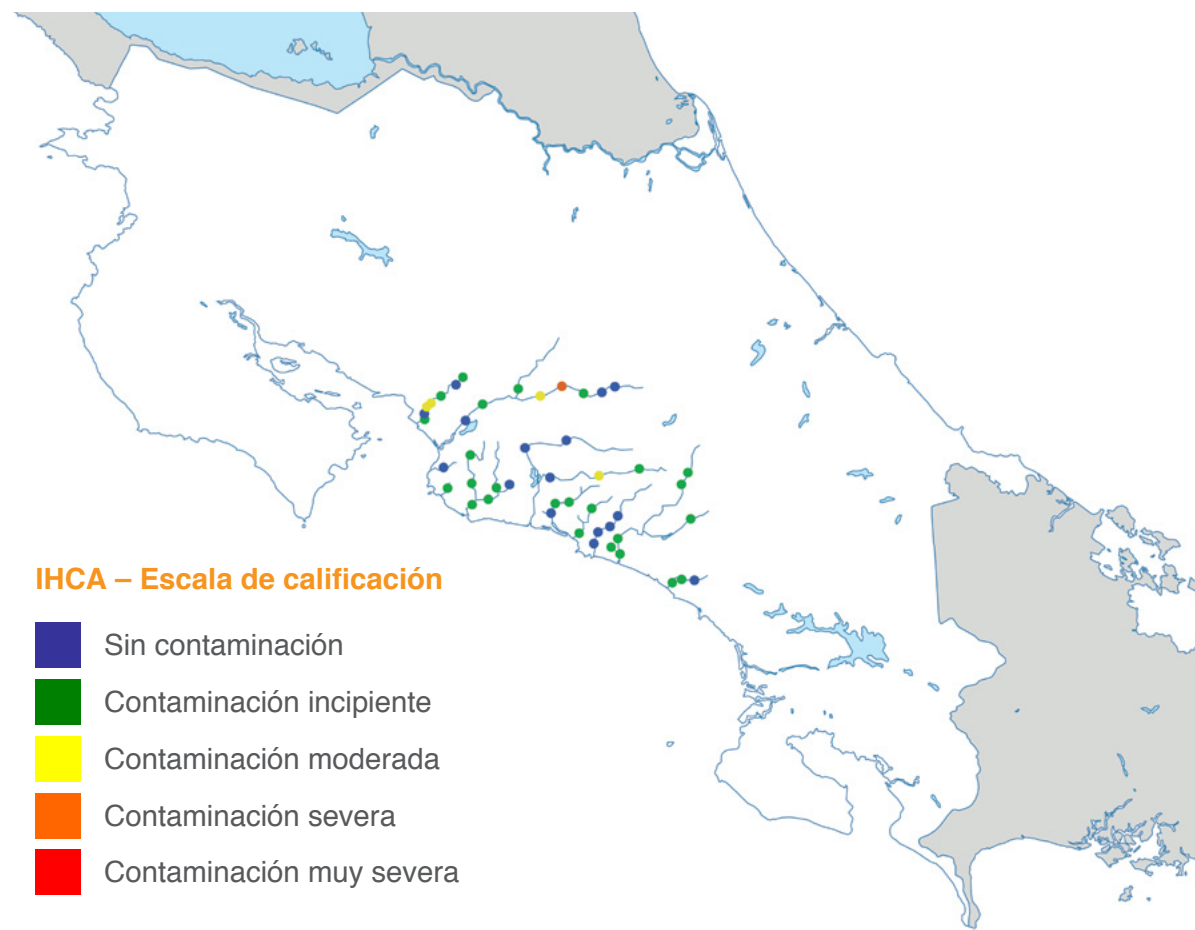 IHCA – Escala de calificación
Sin contaminación
Contaminación incipiente
Contaminación moderada
Contaminación severa
Contaminación muy severa